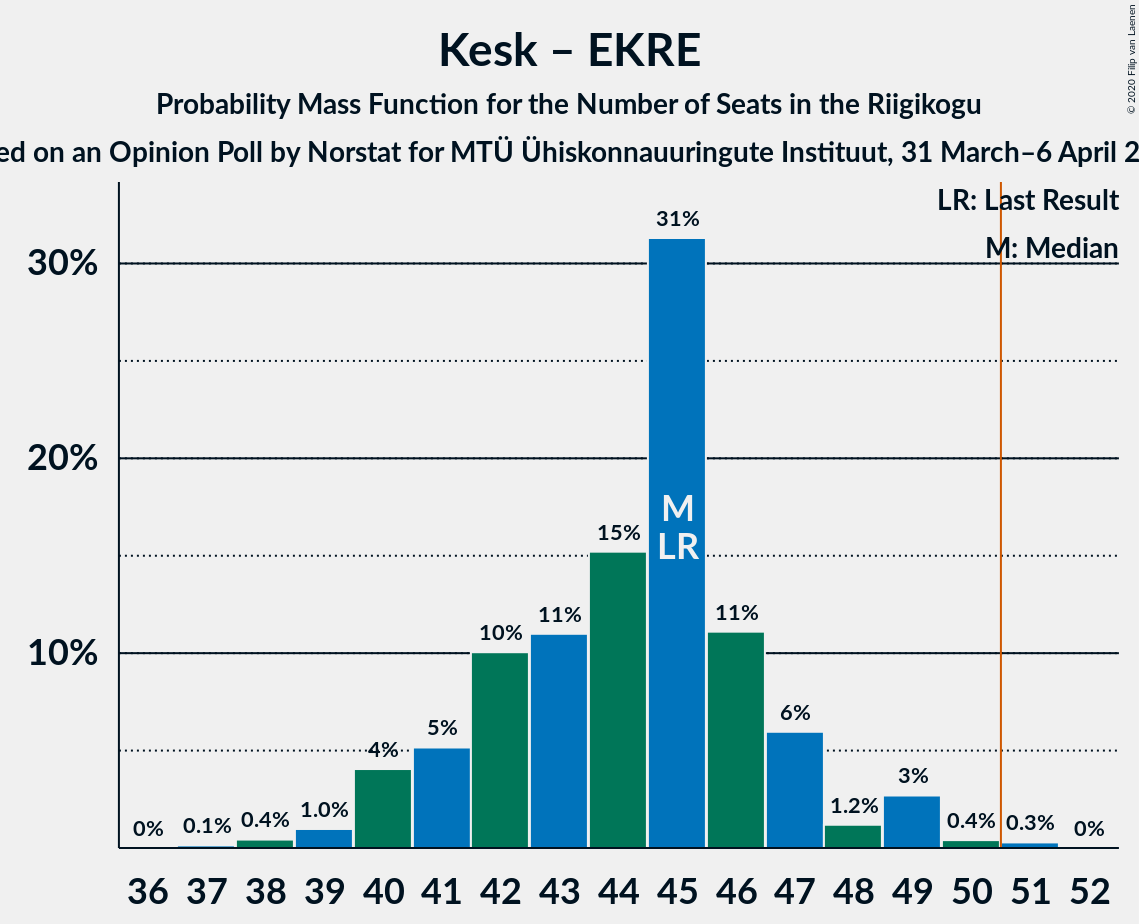 Kesk – EKRE
Probability Mass Function for the Number of Seats in the Riigikogu
ed on an Opinion Poll by Norstat for MTÜ Ühiskonnauuringute Instituut, 31 March–6 April 2
© 2020 Filip van Laenen
LR: Last Result
M: Median
30%
20%
10%
0% 0.1% 0.4% 1.0% 4% 5% 10% 11% 15% 31% 11% 6% 1.2% 3% 0.4% 0.3% 0%
M
LR
36 37 38 39 40 41 42 43 44 45 46 47 48 49 50 51 52